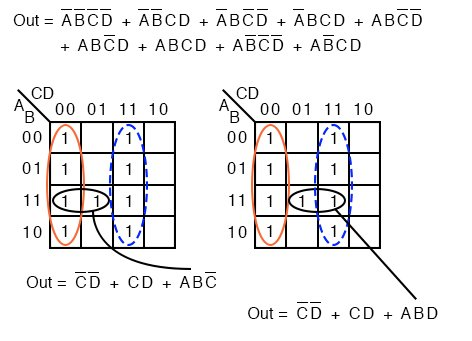 Out = A̅B̅C̅D̅ + A̅B̅CD + A̅BC̅D̅ + A̅BCD + ABC̅D̅
+ ABC̅D + ABCD + AB̅C̅D̅ + AB̅CD
CD CD
A 00 01 11 10 A 00 01 11 10
B B
00 1 1 00 1 1
01 1 1 01 1 1
11 1 1 1 11 1 1 1
10 1 1 10 1 1
Out = C̅D̅ + CD + ABC̅
Out = C̅D̅ + CD + ABD